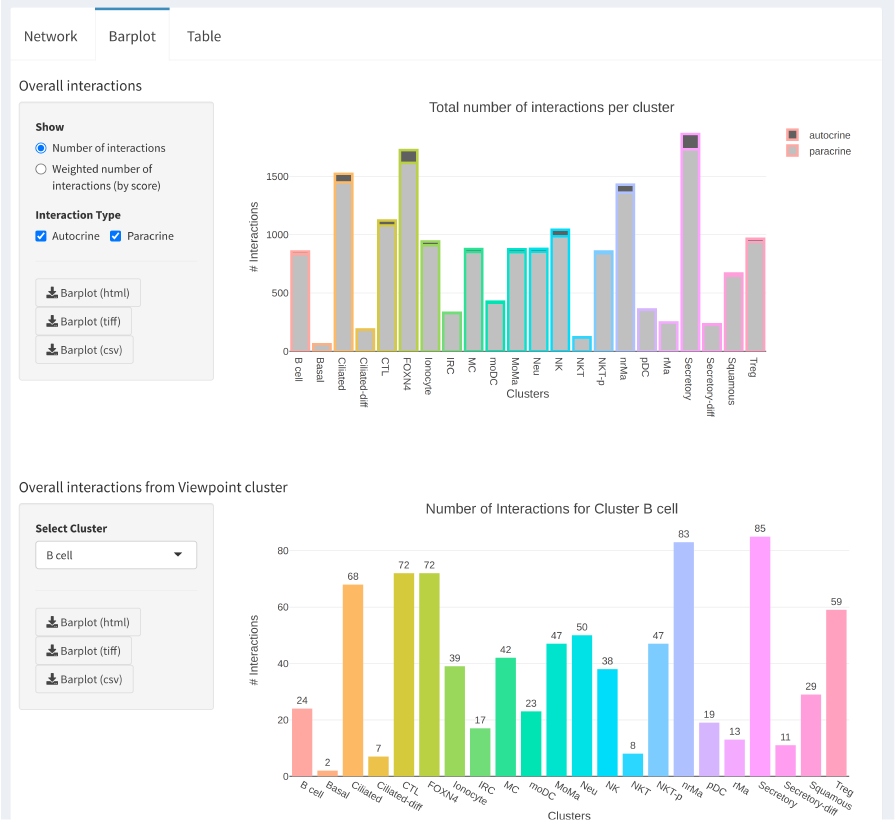 Network Barplot Table
Overall interactions
Show
Number of interactions
Weighted number of
interactions (by score)
Interaction Type
Autocrine Paracrine
Barplot (html)
Barplot (tiff)
Barplot (csv)
Total number of interactions per cluster
autocrine
paracrine
# Interactions
1500
1000
500
0
B cell Basal Ciliated Ciliated-diff CTL FOXN4 Ionocyte IRC MC moDC MoMa Neu NK NKT NKT-p nrMa pDC rMa Secretory Secretory-diff Squamous Treg
Clusters
Overall interactions from Viewpoint cluster
Select Cluster
B cell
Barplot (html)
Barplot (tiff)
Barplot (csv)
Number of Interactions for Cluster B cell
# Interactions
80
60
40
20
0
24 2 68 7 72 72 39 17 42 23 47 50 38 8 47 83 19 13 85 11 29 59
B cell Basal Ciliated Ciliated-diff CTL FOXN4 Ionocyte IRC MC moDC MoMa Neu NK NKT NKT-p nrMa pDC rMa Secretory Secretory-diff Squamous Treg
Clusters